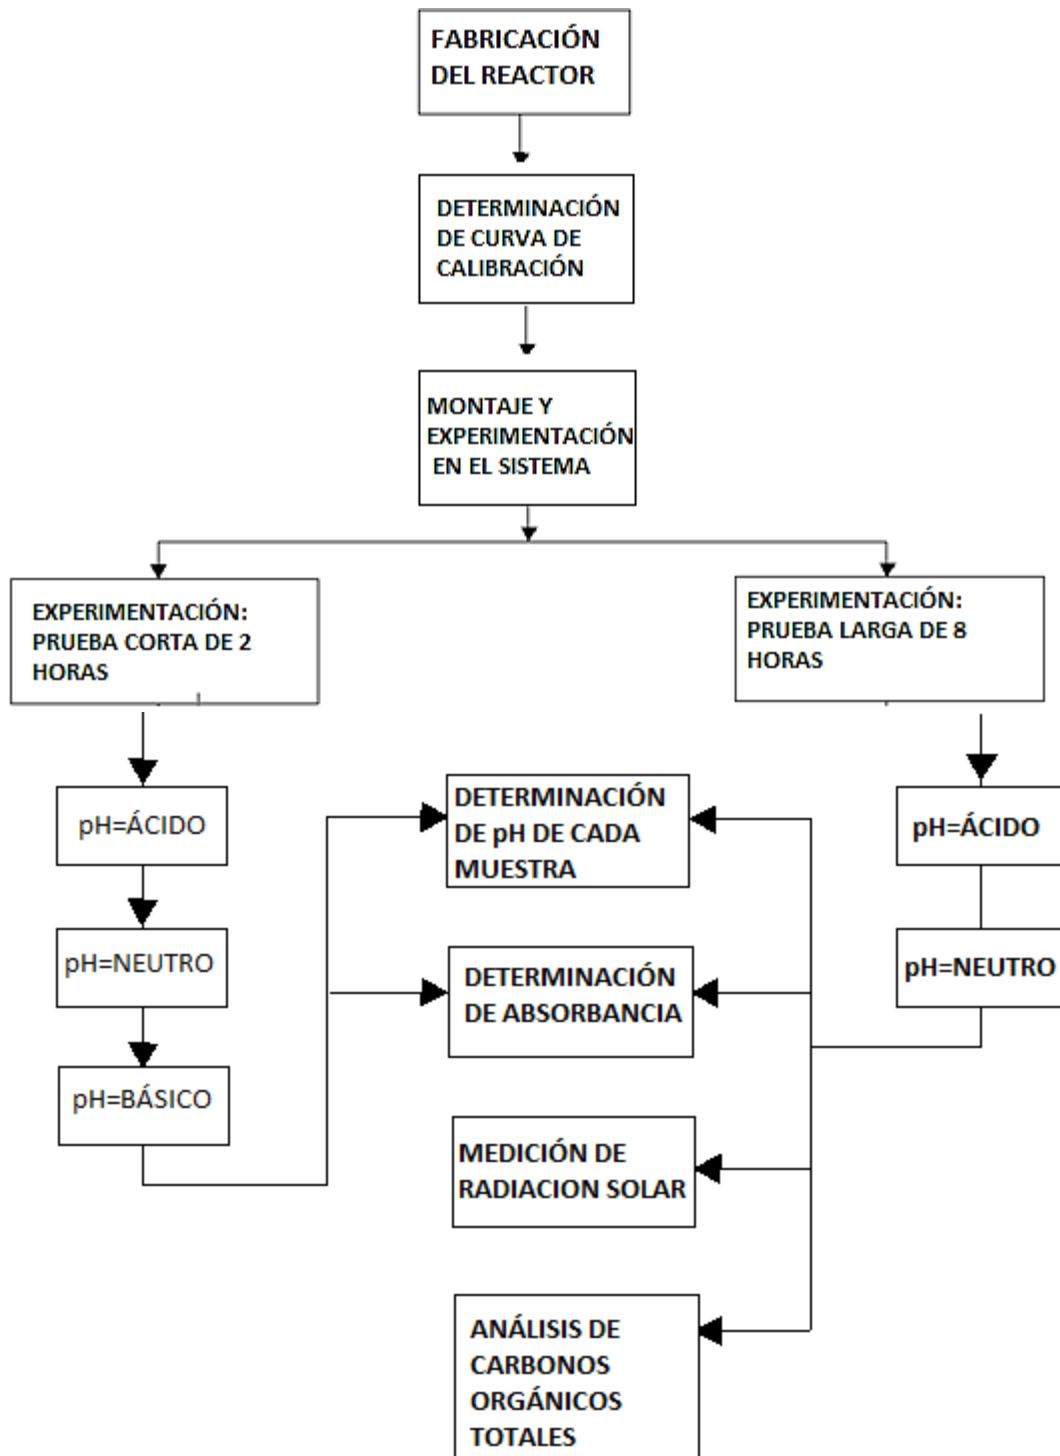 FABRICACIÓN
DEL REACTOR
DETERMINACIÓN
DE CURVA DE
CALIBRACIÓN
MONTAJE Y
EXPERIMENTACIÓN
EN EL SISTEMA
EXPERIMENTACIÓN:
PRUEBA CORTA DE 2
HORAS
EXPERIMENTACIÓN:
PRUEBA LARGA DE 8
HORAS
pH=ÁCIDO
pH=NEUTRO
pH=BÁSICO
DETERMINACIÓN
DE pH DE CADA
MUESTRA
DETERMINACIÓN
DE ABSORBANCIA
MEDICIÓN DE
RADIACION SOLAR
ANÁLISIS DE
CARBONOS
ORGÁNICOS
TOTALES
pH=ÁCIDO
pH=NEUTRO